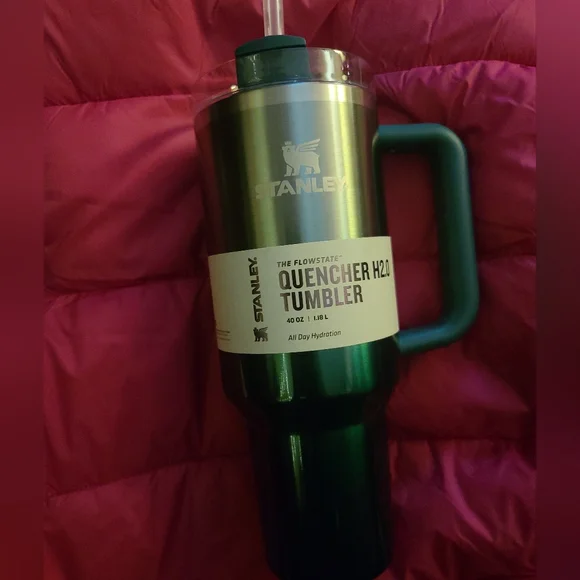 STANLEY
STANLEY.
THE FLOWSTATE™
QUENCHER H2.0
TUMBLER
40 OZ | 1.18 L
All Day Hydration